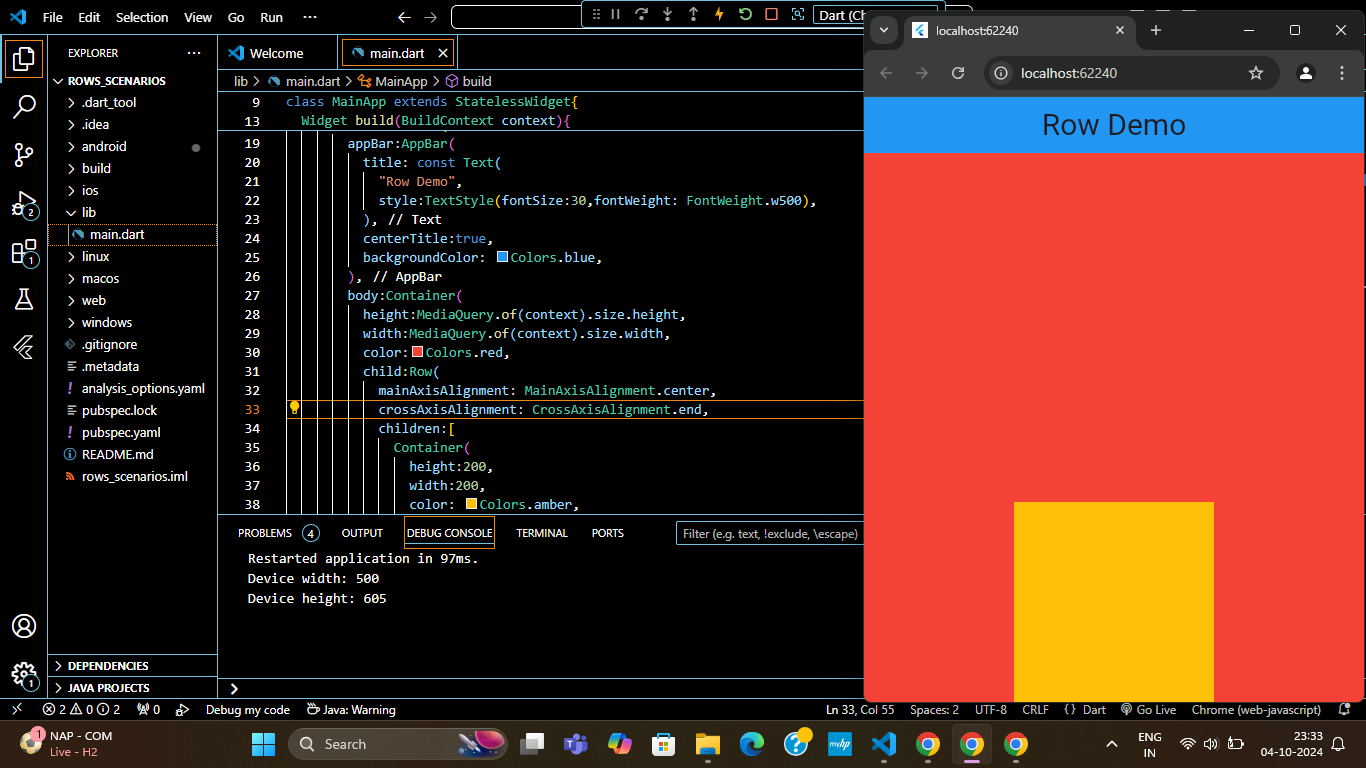 File Edit Selection View Go Run ···
Dart (Ch
EXPLORER ···
ROWS_SCENARIOS
.dart_tool
.idea
android
build
ios
lib
main.dart
linux
macos
web
windows
.gitignore
.metadata
! analysis_options.yaml
pubspec.lock
! pubspec.yaml
README.md
rows_scenarios.iml
DEPENDENCIES
JAVA PROJECTS
2
1
1
Welcome main.dart
lib > main.dart > MainApp > build
9 class MainApp extends StatelessWidget{
13 Widget build(BuildContext context){
19 appBar:AppBar(
20 title: const Text(
21 "Row Demo",
22 style:TextStyle(fontSize:30,fontWeight: FontWeight.w500),
23 ), // Text
24 centerTitle:true,
25 backgroundColor: Colors.blue,
26 ), // AppBar
27 body:Container(
28 height:MediaQuery.of(context).size.height,
29 width:MediaQuery.of(context).size.width,
30 color:Colors.red,
31 child:Row(
32 mainAxisAlignment: MainAxisAlignment.center,
33 crossAxisAlignment: CrossAxisAlignment.end,
34 children:[
35 Container(
36 height:200,
37 width:200,
38 color: Colors.amber,
PROBLEMS 4 OUTPUT DEBUG CONSOLE TERMINAL PORTS Filter (e.g. text, !exclude, \escape)
Restarted application in 97ms.
Device width: 500
Device height: 605
localhost:62240
localhost:62240
Row Demo
2 0 2 0 Debug my code Java: Warning Ln 33, Col 55 Spaces: 2 UTF-8 CRLF {} Dart Go Live Chrome (web-javascript)
1
NAP - COM
Live - H2
Search
myhp
ENG
IN
23:33
04-10-2024